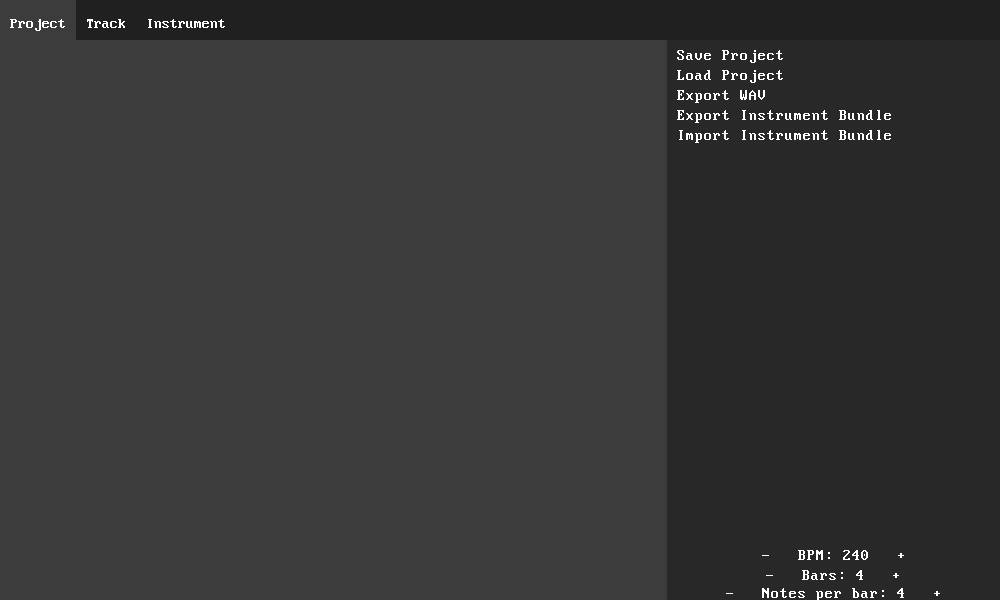 Project Track Instrument
Save Project
Load Project
Export WAV
Export Instrument Bundle
Import Instrument Bundle
- BPM: 240 +
- Bars: 4 +
- Notes per bar: 4 +